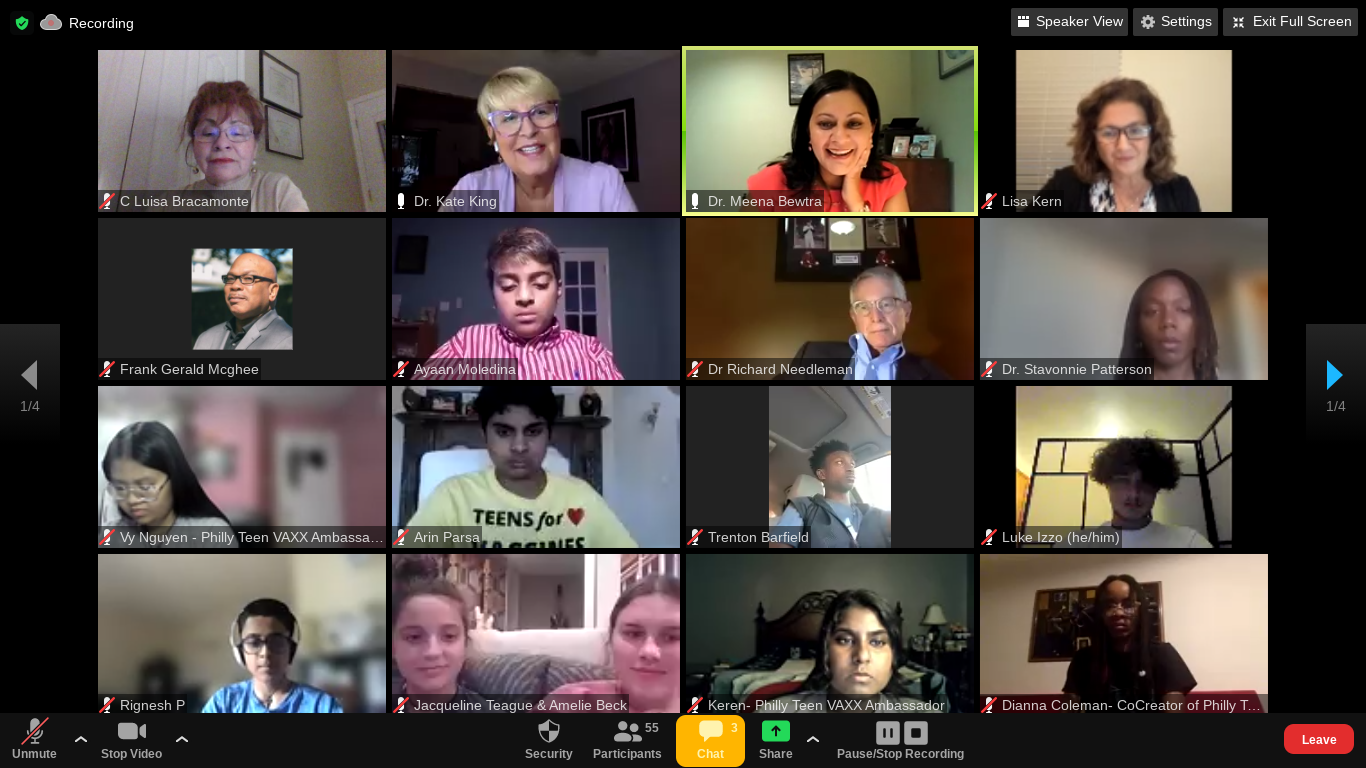 Recording
Speaker View
Settings
Exit Full Screen
C Luisa Bracamonte
Dr. Kate King
Dr. Meena Bewtra
Lisa Kern
Frank Gerald Mcghee
Ayaan Moledina
Dr Richard Needleman
Dr. Stavonnie Patterson
1/4
1/4
Vy Nguyen - Philly Teen VAXX Ambassa...
TEENS for
VACCINES
Arin Parsa
Trenton Barfield
Luke Izzo (he/him)
Rignesh P
Jacqueline Teague & Amelie Beck
Keren- Philly Teen VAXX Ambassador
Dianna Coleman- CoCreator of Philly T...
Unmute
Stop Video
Security
Participants
55
Chat
3
Share
Pause/Stop Recording
Leave